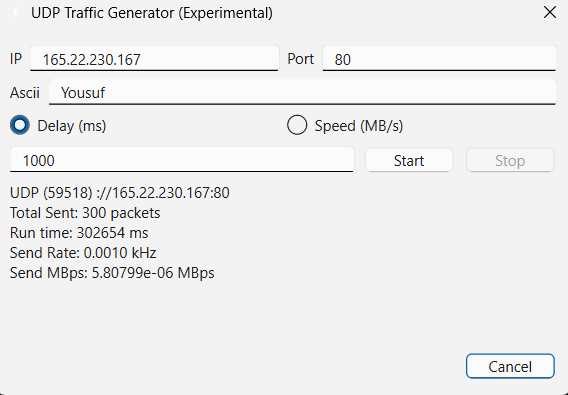 UDP Traffic Generator (Experimental)
IP 165.22.230.167 Port 80
Ascii Yousuf
Delay (ms) Speed (MB/s)
1000 Start Stop
UDP (59518) ://165.22.230.167:80
Total Sent: 300 packets
Run time: 302654 ms
Send Rate: 0.0010 kHz
Send MBps: 5.80799e-06 MBps
Cancel